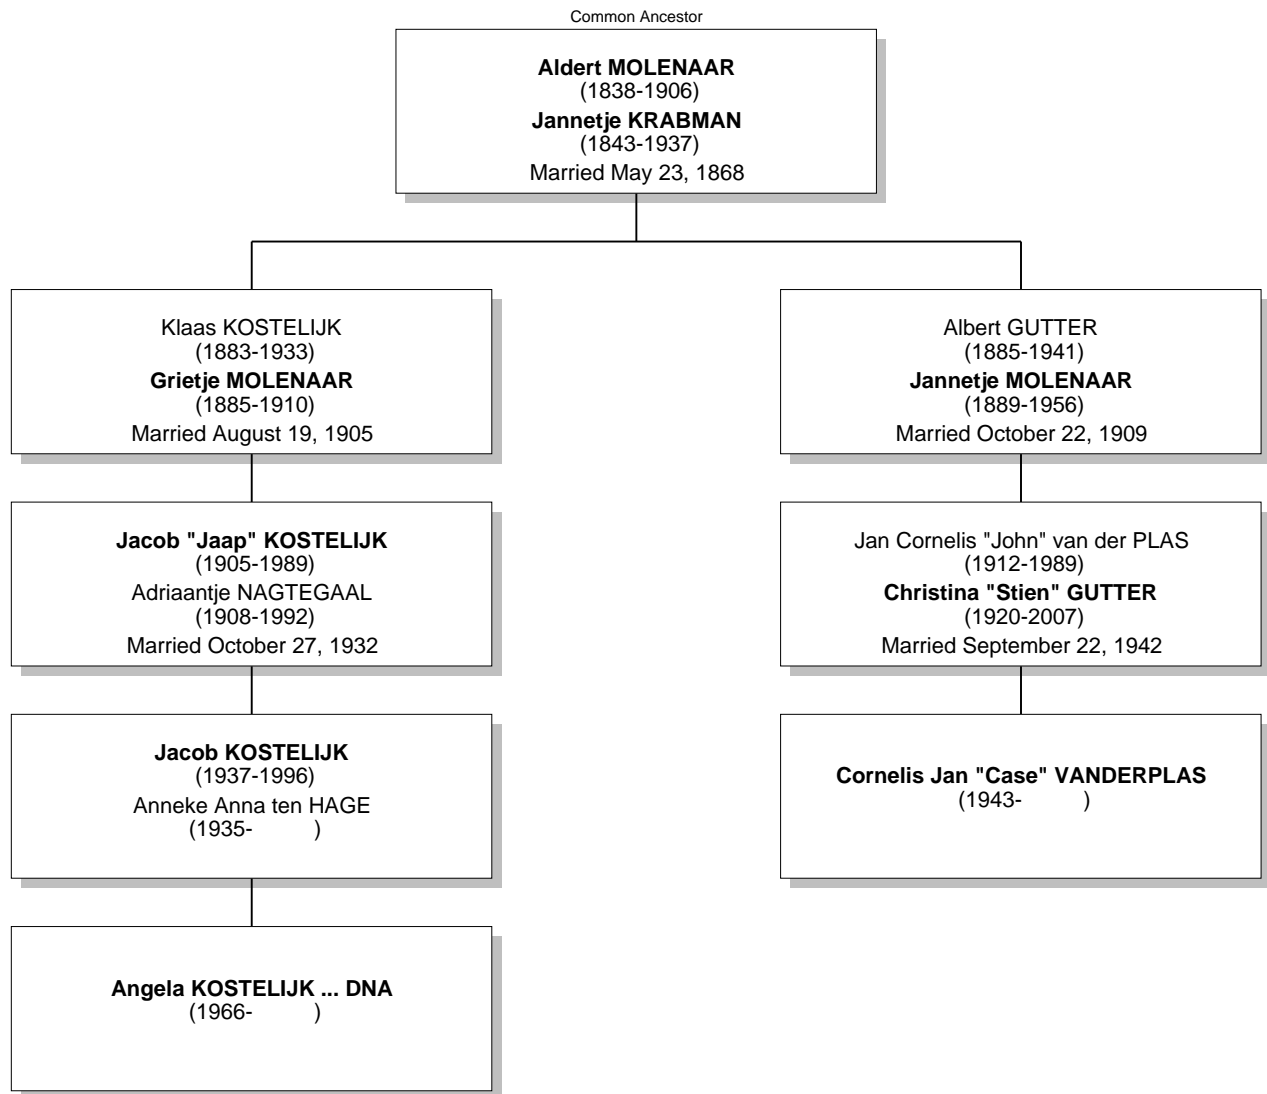 Common Ancestor
Aldert MOLENAAR
(1838-1906)
Jannetje KRABMAN
(1843-1937)
Married May 23, 1868
Klaas KOSTELIJK
(1883-1933)
Grietje MOLENAAR
(1885-1910)
Married August 19, 1905
Albert GUTTER
(1885-1941)
Jannetje MOLENAAR
(1889-1956)
Married October 22, 1909
Jacob "Jaap" KOSTELIJK
(1905-1989)
Adriaantje NAGTEGAAL
(1908-1992)
Married October 27, 1932
Jan Cornelis "John" van der PLAS
(1912-1989)
Christina "Stien" GUTTER
(1920-2007)
Married September 22, 1942
Jacob KOSTELIJK
(1937-1996)
Anneke Anna ten HAGE
(1935-          )
Cornelis Jan "Case" VANDERPLAS
(1943-          )
Angela KOSTELIJK ... DNA
(1966-          )